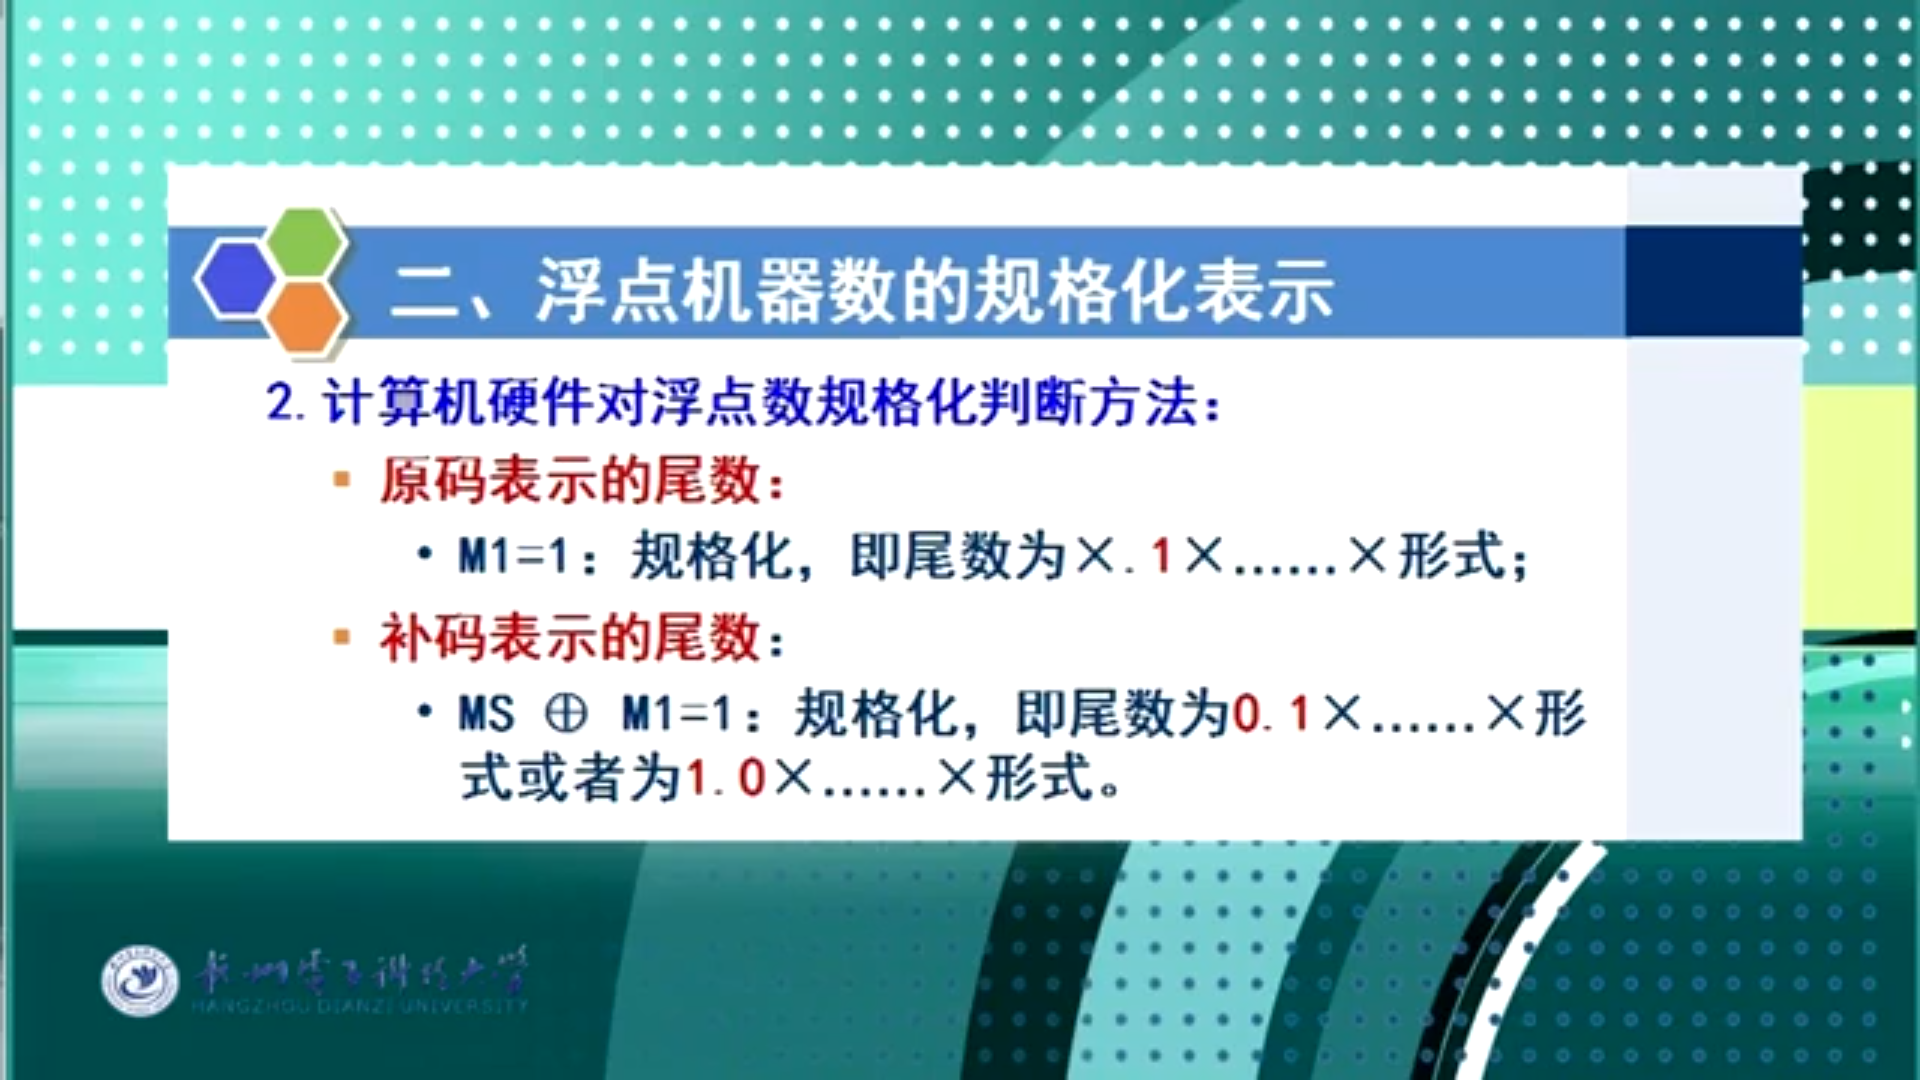 二、浮点机器数的规格化表示
2.计算机硬件对浮点数规格化判断方法:
▪ 原码表示的尾数:
• M1=1: 规格化, 即尾数为×.1×……×形式;
▪ 补码表示的尾数:
• MS ⊕ M1=1: 规格化, 即尾数为0.1×……×形
式或者为1.0×……×形式。
杭州电子科技大学
HANGZHOU DIANZI UNIVERSITY